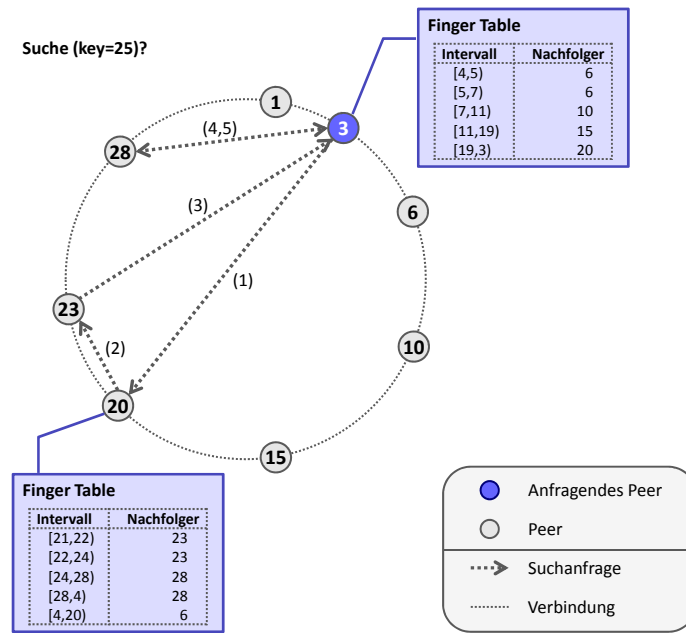 Suche (key=25)?
Finger Table
Intervall Nachfolger
[4,5) 6
[5,7) 6
[7,11) 10
[11,19) 15
[19,3) 20
1
3
28
(4,5)
6
(3)
(1)
23
(2)
10
20
15
Finger Table
Intervall Nachfolger
[21,22) 23
[22,24) 23
[24,28) 28
[28,4) 28
[4,20) 6
Anfragendes Peer
Peer
Suchanfrage
Verbindung